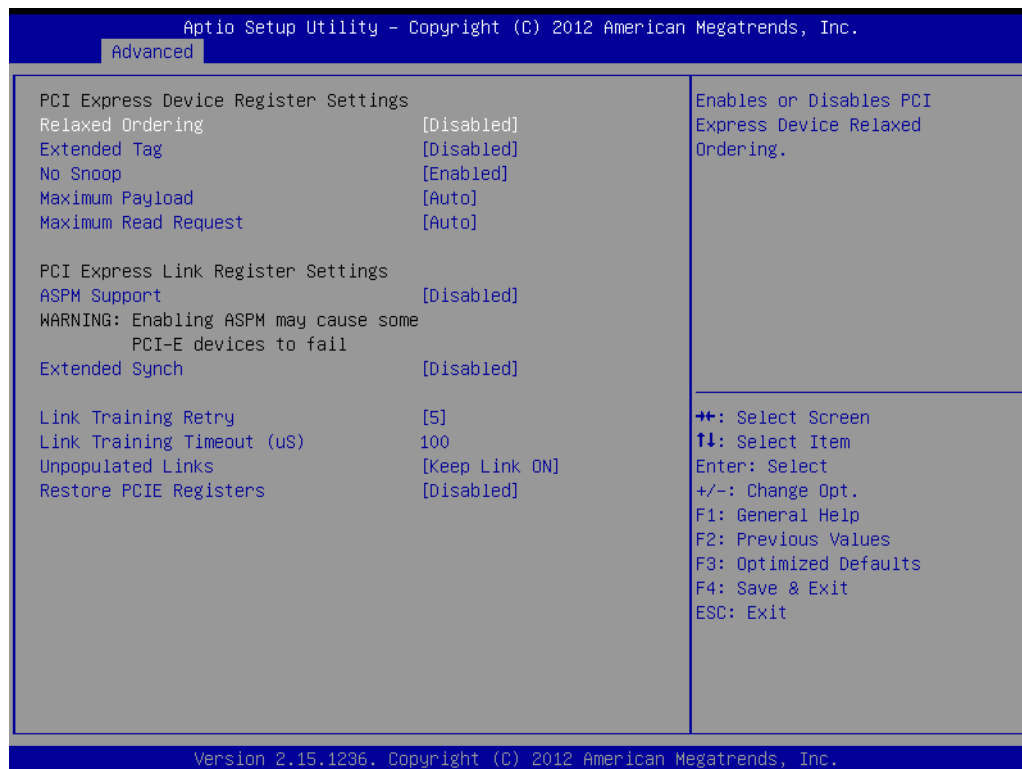 Aptio Setup Utility – Copyright (C) 2012 American Megatrends, Inc.
Advanced
PCI Express Device Register Settings
Relaxed Ordering [Disabled]
Extended Tag [Disabled]
No Snoop [Enabled]
Maximum Payload [Auto]
Maximum Read Request [Auto]
PCI Express Link Register Settings
ASPM Support [Disabled]
WARNING: Enabling ASPM may cause some
PCI-E devices to fail
Extended Synch [Disabled]
Link Training Retry [5]
Link Training Timeout (uS) 100
Unpopulated Links [Keep Link ON]
Restore PCIE Registers [Disabled]
Enables or Disables PCI
Express Device Relaxed
Ordering.
→←: Select Screen
↑↓: Select Item
Enter: Select
+/-: Change Opt.
F1: General Help
F2: Previous Values
F3: Optimized Defaults
F4: Save & Exit
ESC: Exit
Version 2.15.1236. Copyright (C) 2012 American Megatrends, Inc.